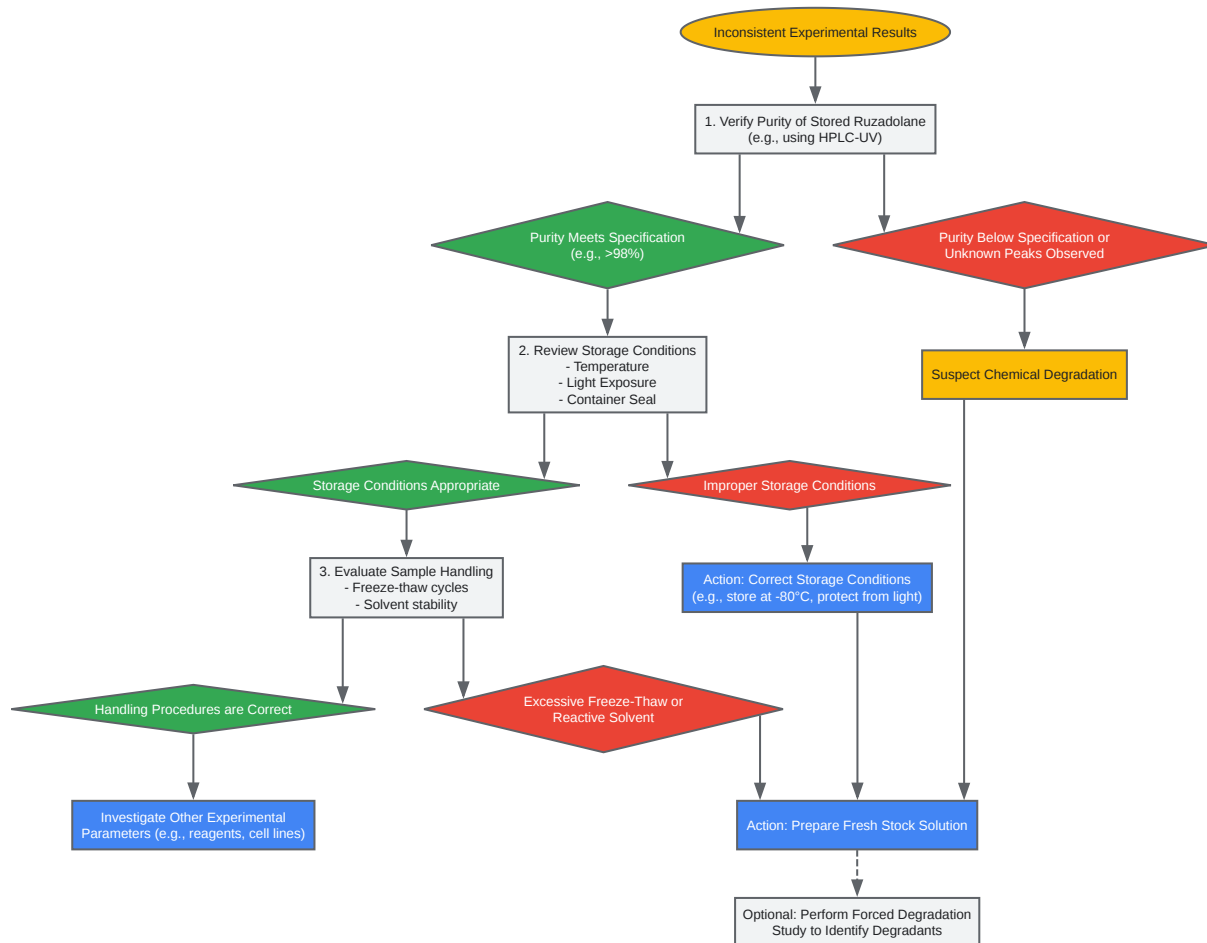 Inconsistent Experimental Results
1. Verify Purity of Stored Ruzadolane
(e.g., using HPLC-UV)
Purity Meets Specification
(e.g., >98%)
Purity Below Specification or
Unknown Peaks Observed
2. Review Storage Conditions
- Temperature
- Light Exposure
- Container Seal
Suspect Chemical Degradation
Storage Conditions Appropriate
Improper Storage Conditions
3. Evaluate Sample Handling
- Freeze-thaw cycles
- Solvent stability
Action: Correct Storage Conditions
(e.g., store at -80°C, protect from light)
Handling Procedures are Correct
Excessive Freeze-Thaw or
Reactive Solvent
Investigate Other Experimental
Parameters (e.g., reagents, cell lines)
Action: Prepare Fresh Stock Solution
Optional: Perform Forced Degradation
Study to Identify Degradants